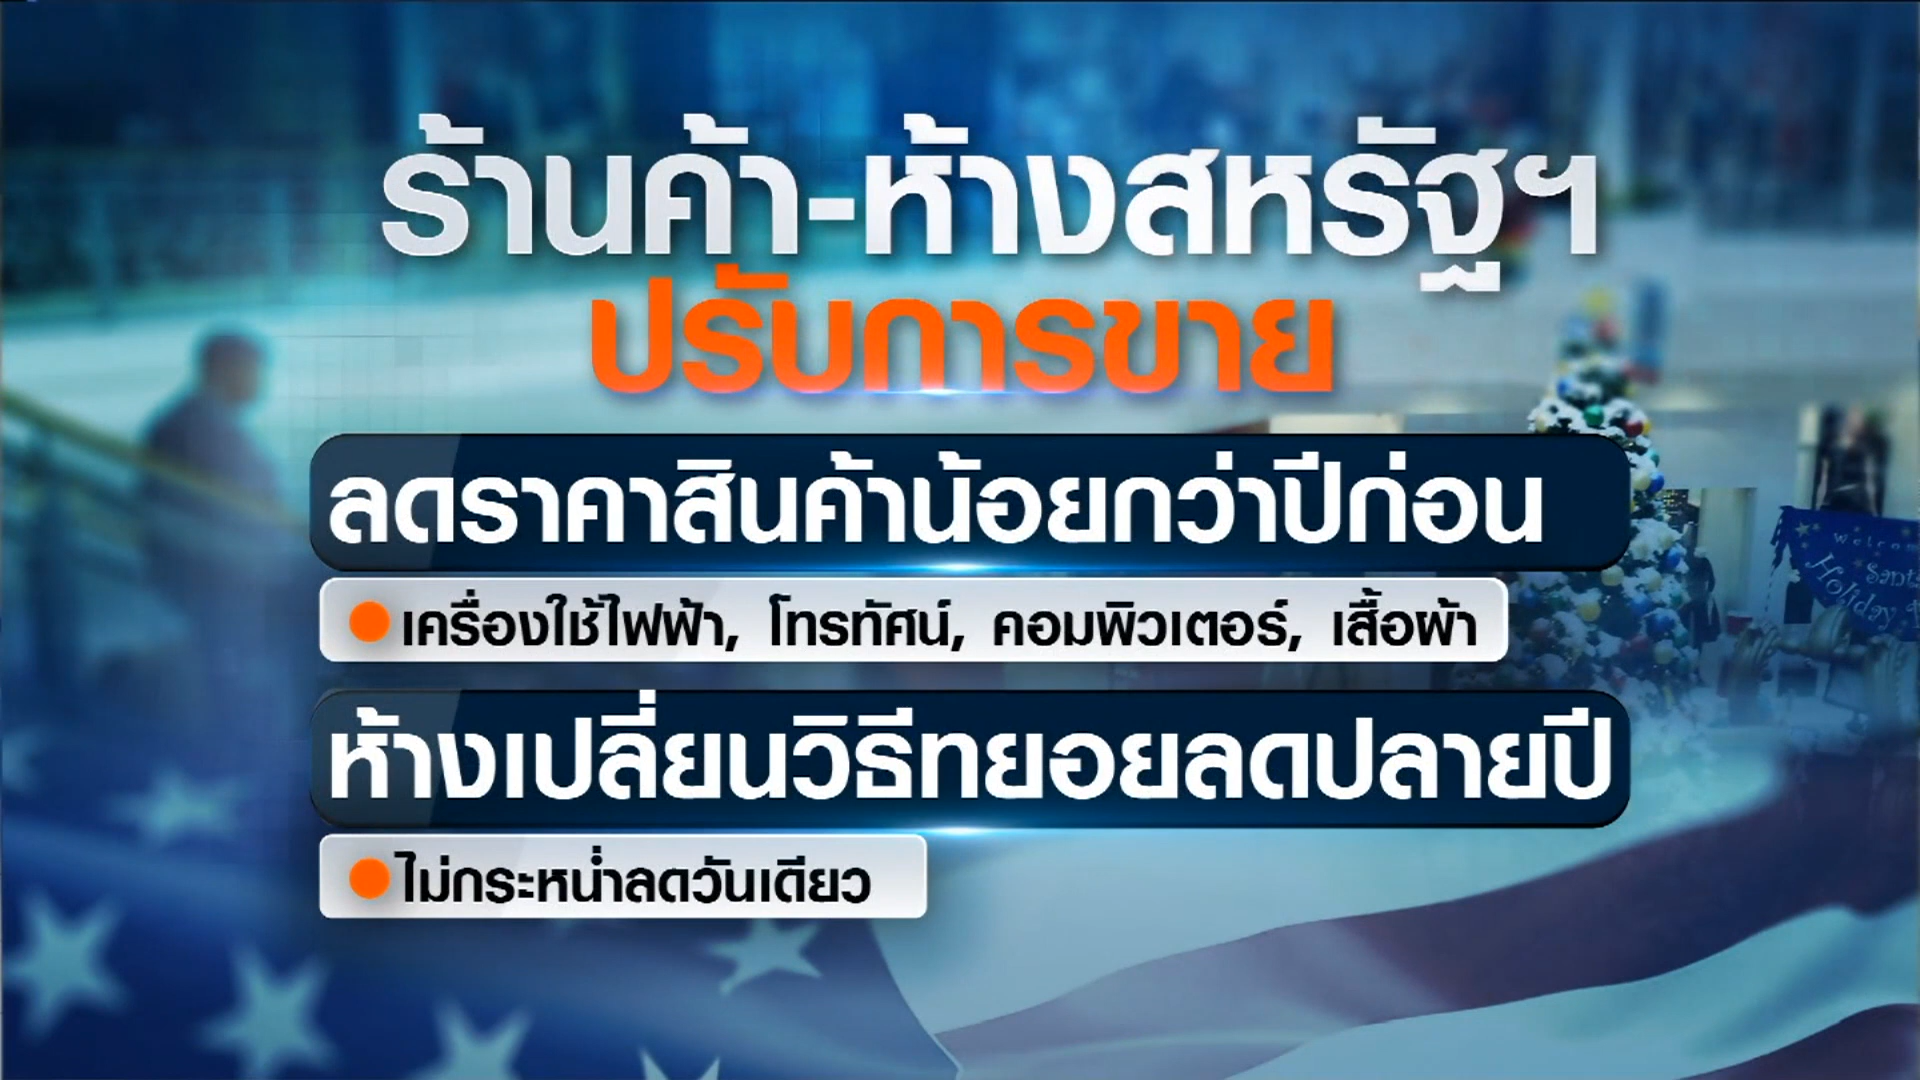 ร้านค้า-ห้างสหรัฐฯ
ปรับการขาย
ลดราคาสินค้าน้อยกว่าปีก่อน
เครื่องใช้ไฟฟ้า, โทรทัศน์, คอมพิวเตอร์, เสื้อผ้า
ห้างเปลี่ยนวิธีทยอยลดปลายปี
ไม่กระหน่ำลดวันเดียว
Santa
Holiday